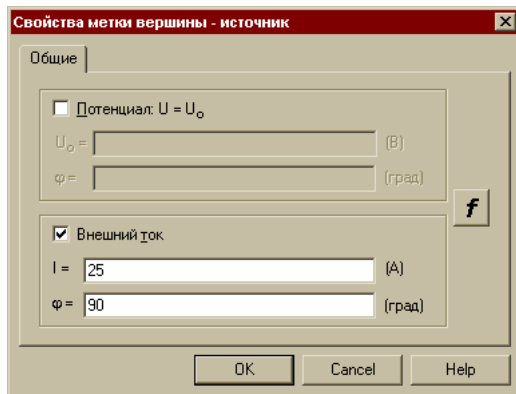 Свойства метки вершины - источник
Общие
Потенциал: U = Uo
Uo = (В)
φ = (град)
f
Внешний ток
I = 25 (А)
φ = 90 (град)
OK Cancel Help